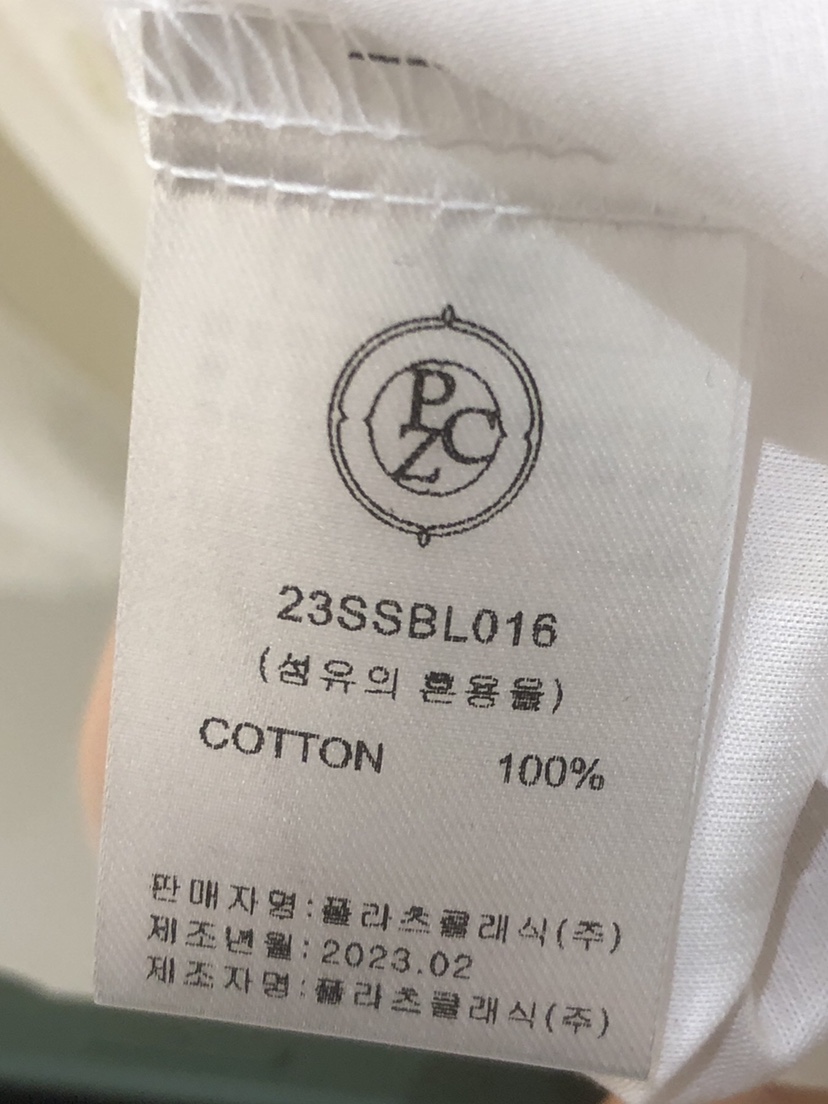 PCZ
23SSBL016
(섬유의 혼용율)
COTTON 100%
판매자명:플라츠클래식(주)
제조년월:2023.02
제조자명:플라츠클래식(주)